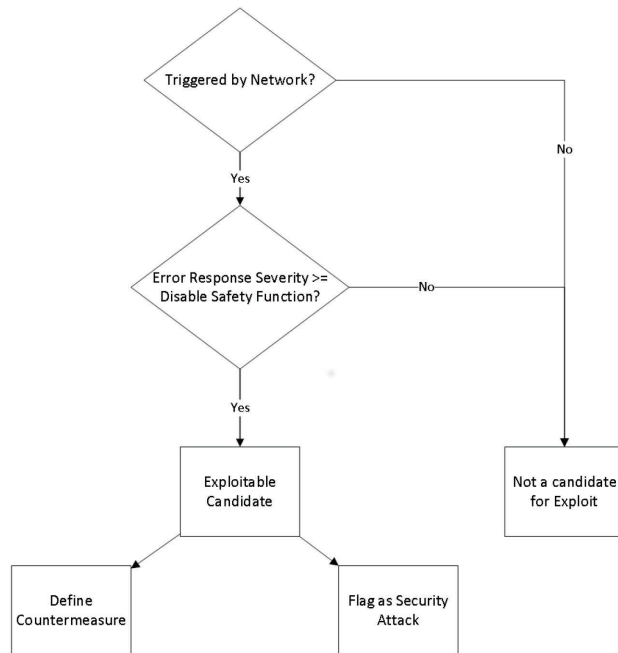 Triggered by Network?
No
Yes
Error Response Severity >=
Disable Safety Function?
No
Yes
Exploitable
Candidate
Not a candidate
for Exploit
Define
Countermeasure
Flag as Security
Attack